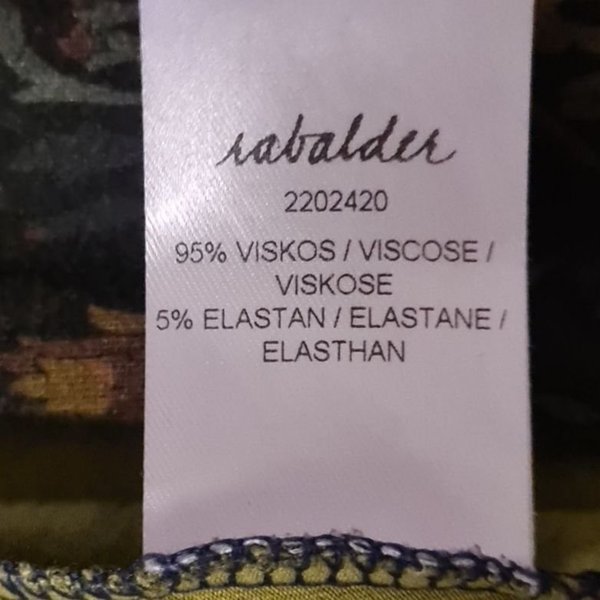 rabalder
2202420
95% VISKOS / VISCOSE /
VISKOSE
5% ELASTAN / ELASTANE /
ELASTHAN